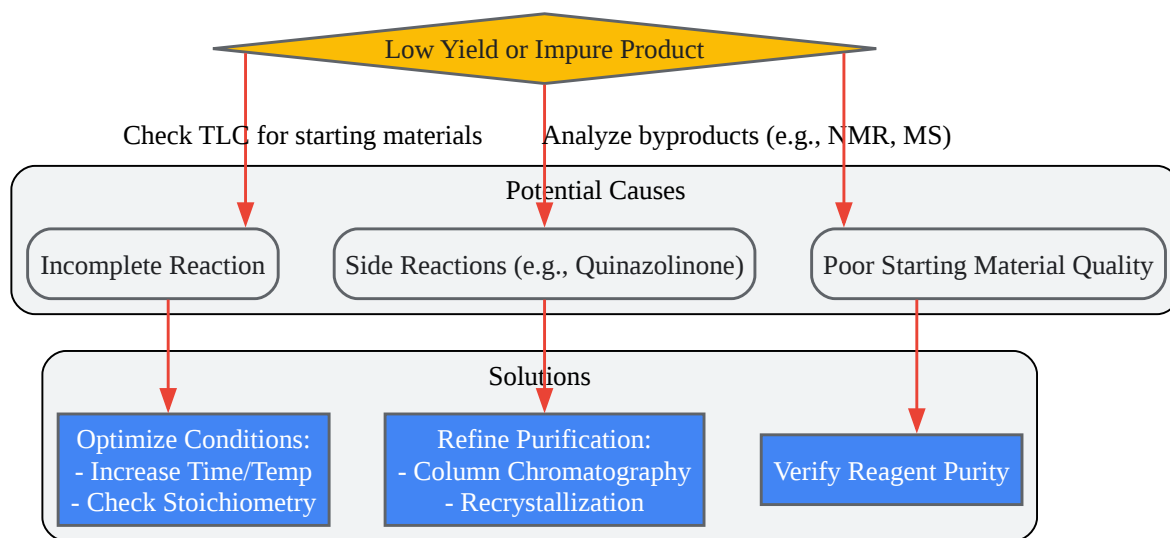 Low Yield or Impure Product
Check TLC for starting materials
Analyze byproducts (e.g., NMR, MS)
Potential Causes
Incomplete Reaction
Side Reactions (e.g., Quinazolinone)
Poor Starting Material Quality
Solutions
Optimize Conditions:
- Increase Time/Temp
- Check Stoichiometry
Refine Purification:
- Column Chromatography
- Recrystallization
Verify Reagent Purity